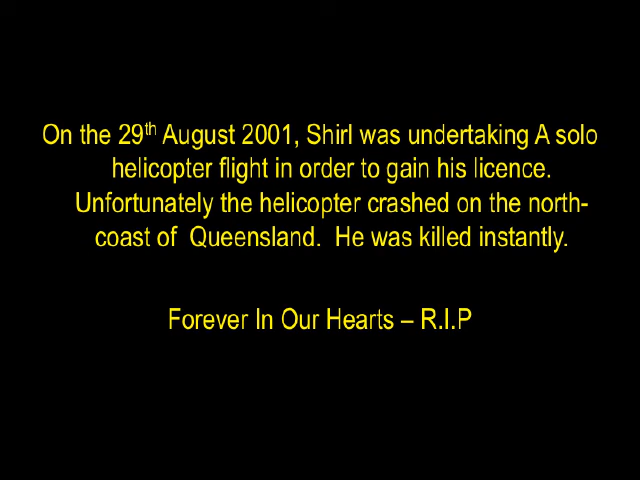 On the 29th August 2001, Shirl was undertaking A solo
helicopter flight in order to gain his licence.
Unfortunately the helicopter crashed on the north-
coast of  Queensland.  He was killed instantly.
Forever In Our Hearts – R.I.P